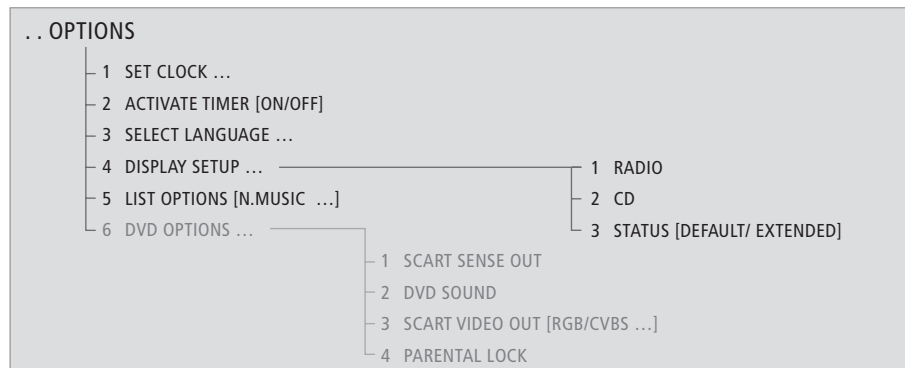 . . OPTIONS
1 SET CLOCK …
2 ACTIVATE TIMER [ON/OFF]
3 SELECT LANGUAGE …
4 DISPLAY SETUP …
1 RADIO
5 LIST OPTIONS [N.MUSIC …]
2 CD
6 DVD OPTIONS …
3 STATUS [DEFAULT/ EXTENDED]
1 SCART SENSE OUT
2 DVD SOUND
3 SCART VIDEO OUT [RGB/CVBS …]
4 PARENTAL LOCK